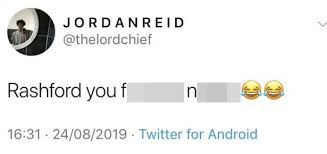 JORDANREID
@thelordchief
Rashford you f n 😂😂
16:31 · 24/08/2019 · Twitter for Android